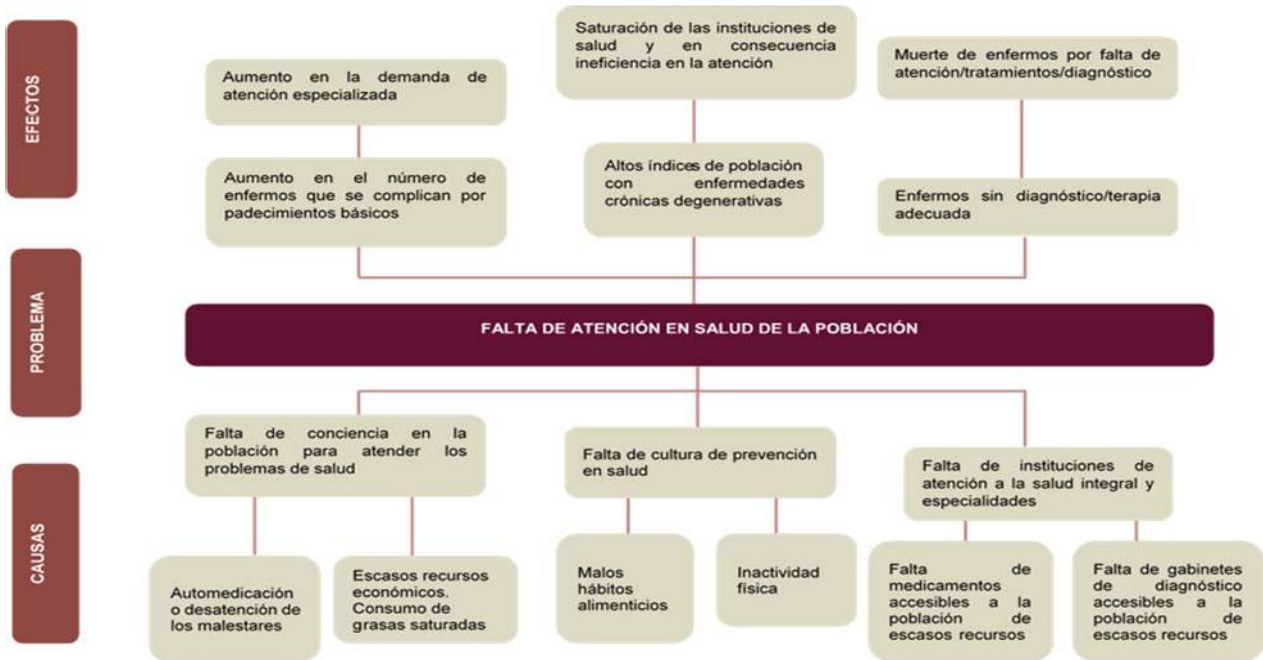 EFECTOS
Aumento en la demanda de
atención especializada
Saturación de las instituciones de
salud y en consecuencia
ineficiencia en la atención
Muerte de enfermos por falta de
atención/tratamientos/diagnóstico
Aumento en el número de
enfermos que se complican por
padecimientos básicos
Altos índices de población
con enfermedades
crónicas degenerativas
Enfermos sin diagnóstico/terapia
adecuada
PROBLEMA
FALTA DE ATENCIÓN EN SALUD DE LA POBLACIÓN
CAUSAS
Falta de conciencia en la
población para atender los
problemas de salud
Falta de cultura de prevención
en salud
Falta de instituciones de
atención a la salud integral y
especialidades
Automedicación
o desatención de
los malestares
Escasos recursos
económicos.
Consumo de
grasas saturadas
Malos
hábitos
alimenticios
Inactividad
física
Falta de
medicamentos
accesibles a la
población de
escasos recursos
Falta de gabinetes
de diagnóstico
accesibles a la
población de
escasos recursos